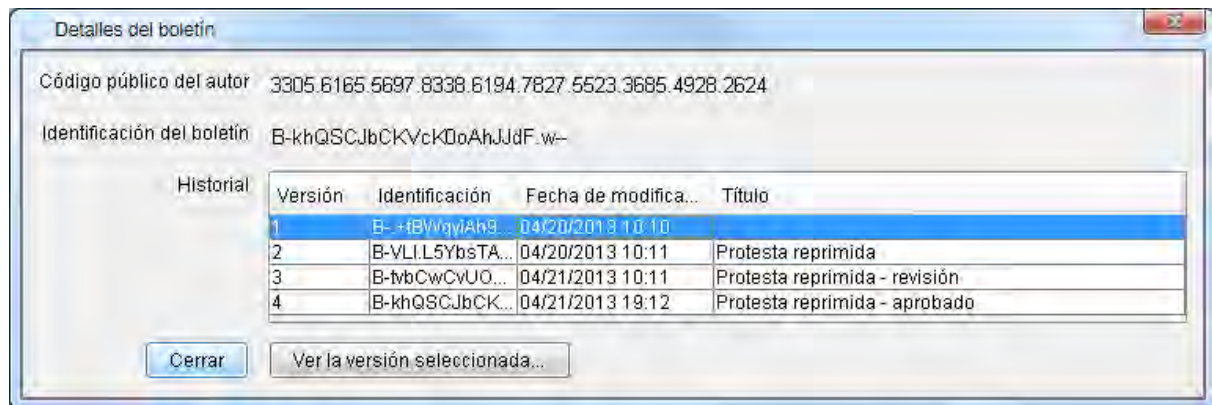 Detalles del boletín
Código público del autor 3305.6165.5697.8338.6194.7827.5523.3685.4928.2624
Identificación del boletín
Historial
Versión Identificación Fecha de modifica... Título
1 04/20/2013 10:10
2 B-VLI.L5YbsTA... 04/20/2013 10:11 Protesta reprimida
3 B-tvbCwCvUO... 04/21/2013 10:11 Protesta reprimida - revisión
4 B-khQSCJbCK... 04/21/2013 19:12 Protesta reprimida - aprobado
Cerrar Ver la versión seleccionada...